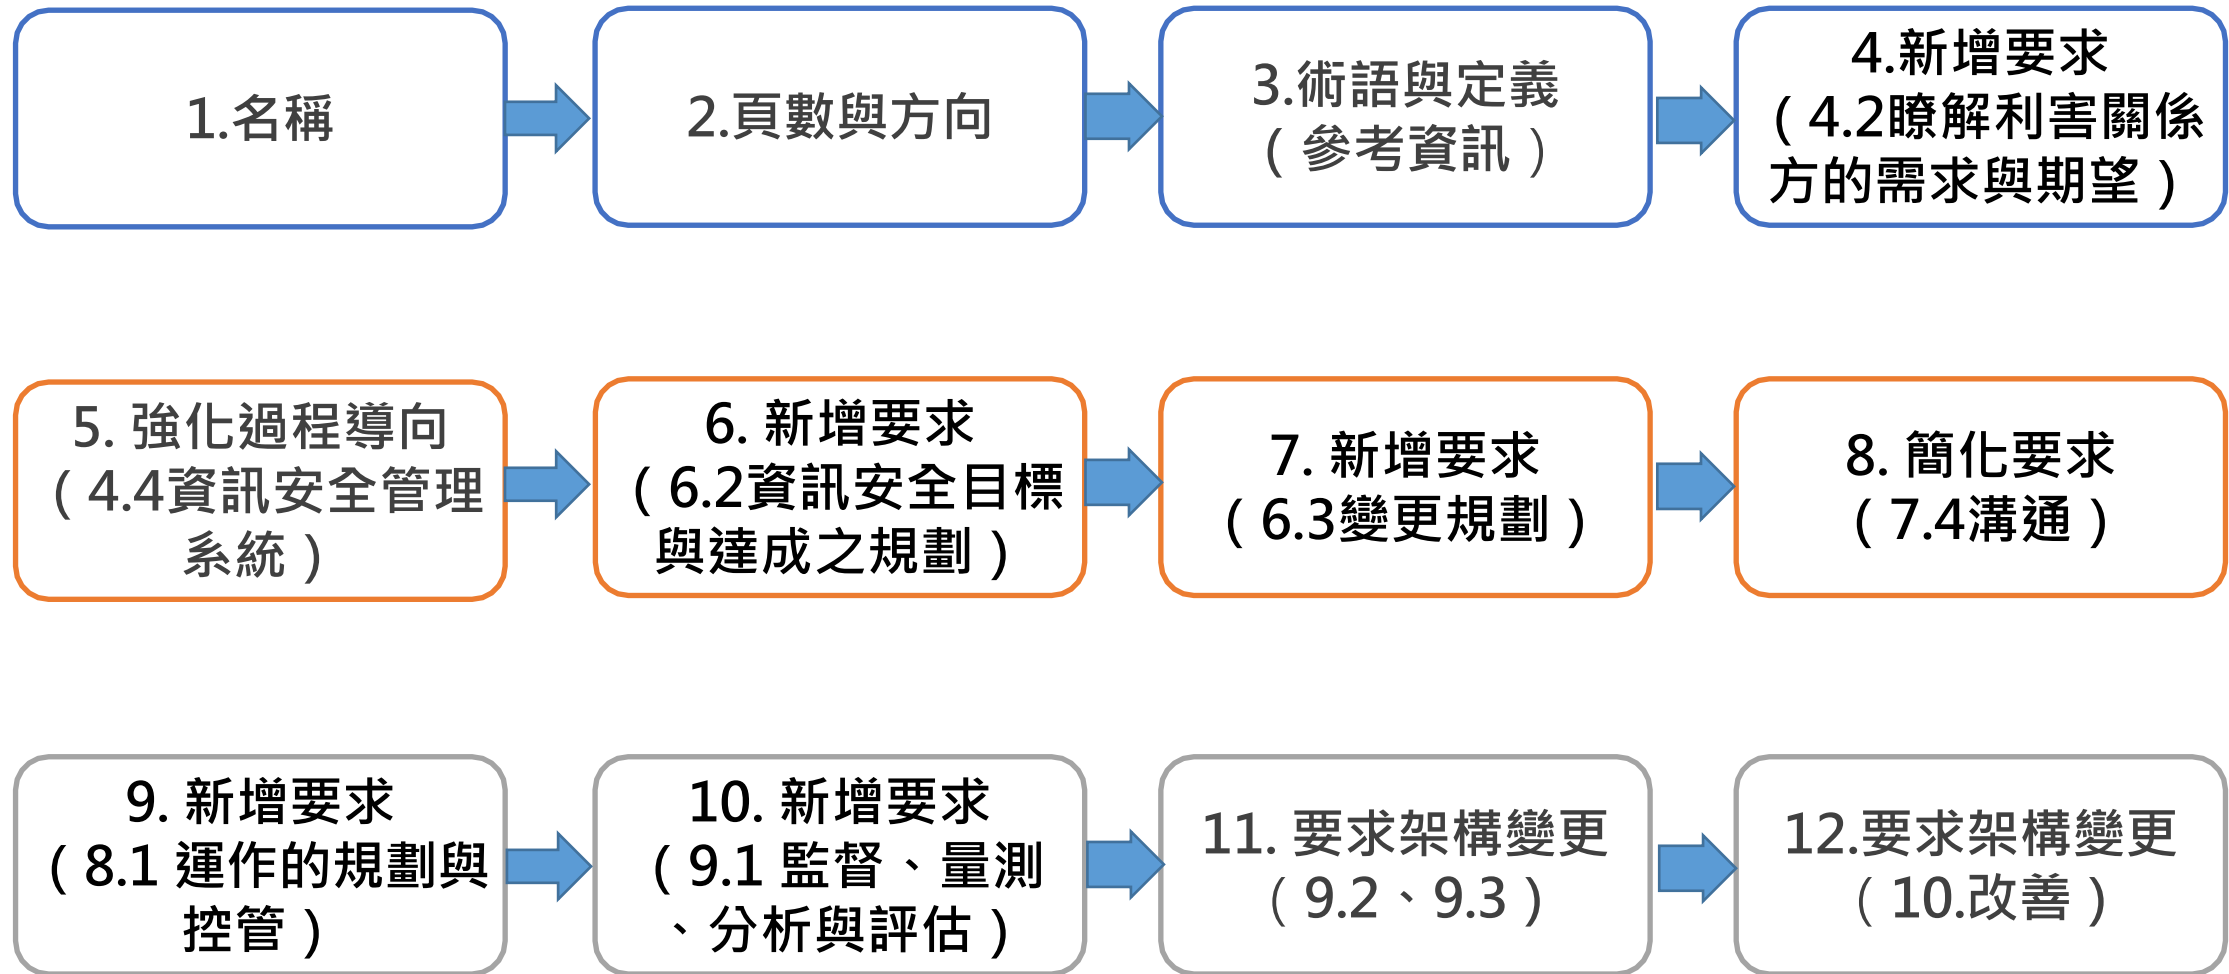 1.名稱
2.頁數與方向
3.術語與定義
（參考資訊）
4.新增要求
（4.2瞭解利害關係
方的需求與期望）
5. 強化過程導向
（4.4資訊安全管理
系統）
6. 新增要求
（6.2資訊安全目標
與達成之規劃）
7. 新增要求
（6.3變更規劃）
8. 簡化要求
（7.4溝通）
9. 新增要求
（8.1 運作的規劃與
控管）
10. 新增要求
（9.1 監督、量測
、分析與評估）
11. 要求架構變更
（9.2、9.3）
12.要求架構變更
（10.改善）